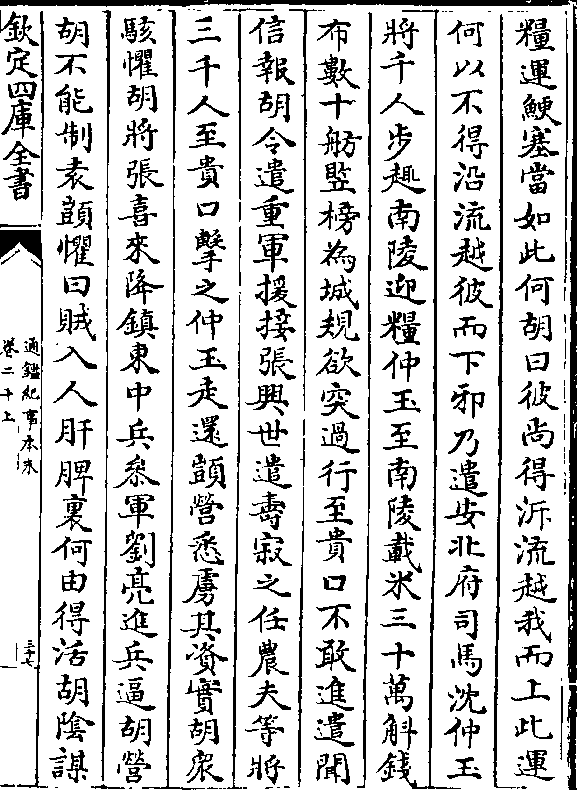 糧運鯁塞當如此何胡曰彼尚得泝流越我而上此運
何以不得沿流越彼而下邪乃遣安北府司馬沈仲玉
將千人步趣南陵迎糧仲玉至南陵載米三十萬斛錢
布數十舫竪榜為城規欲突過行至貴口不敢進遣間
信報胡令遣重軍援接張興世遣壽寂之任農夫等將
三千人至貴口擊之仲玉走還顗營悉虜其資實胡衆
駭懼胡將張喜來降鎮東中兵叅軍劉亮進兵逼胡營
胡不能制袁顗懼曰賊入人肝脾裏何由得活胡陰謀
欽定四庫全書
通鑑紀事本末
卷二十上
三十七